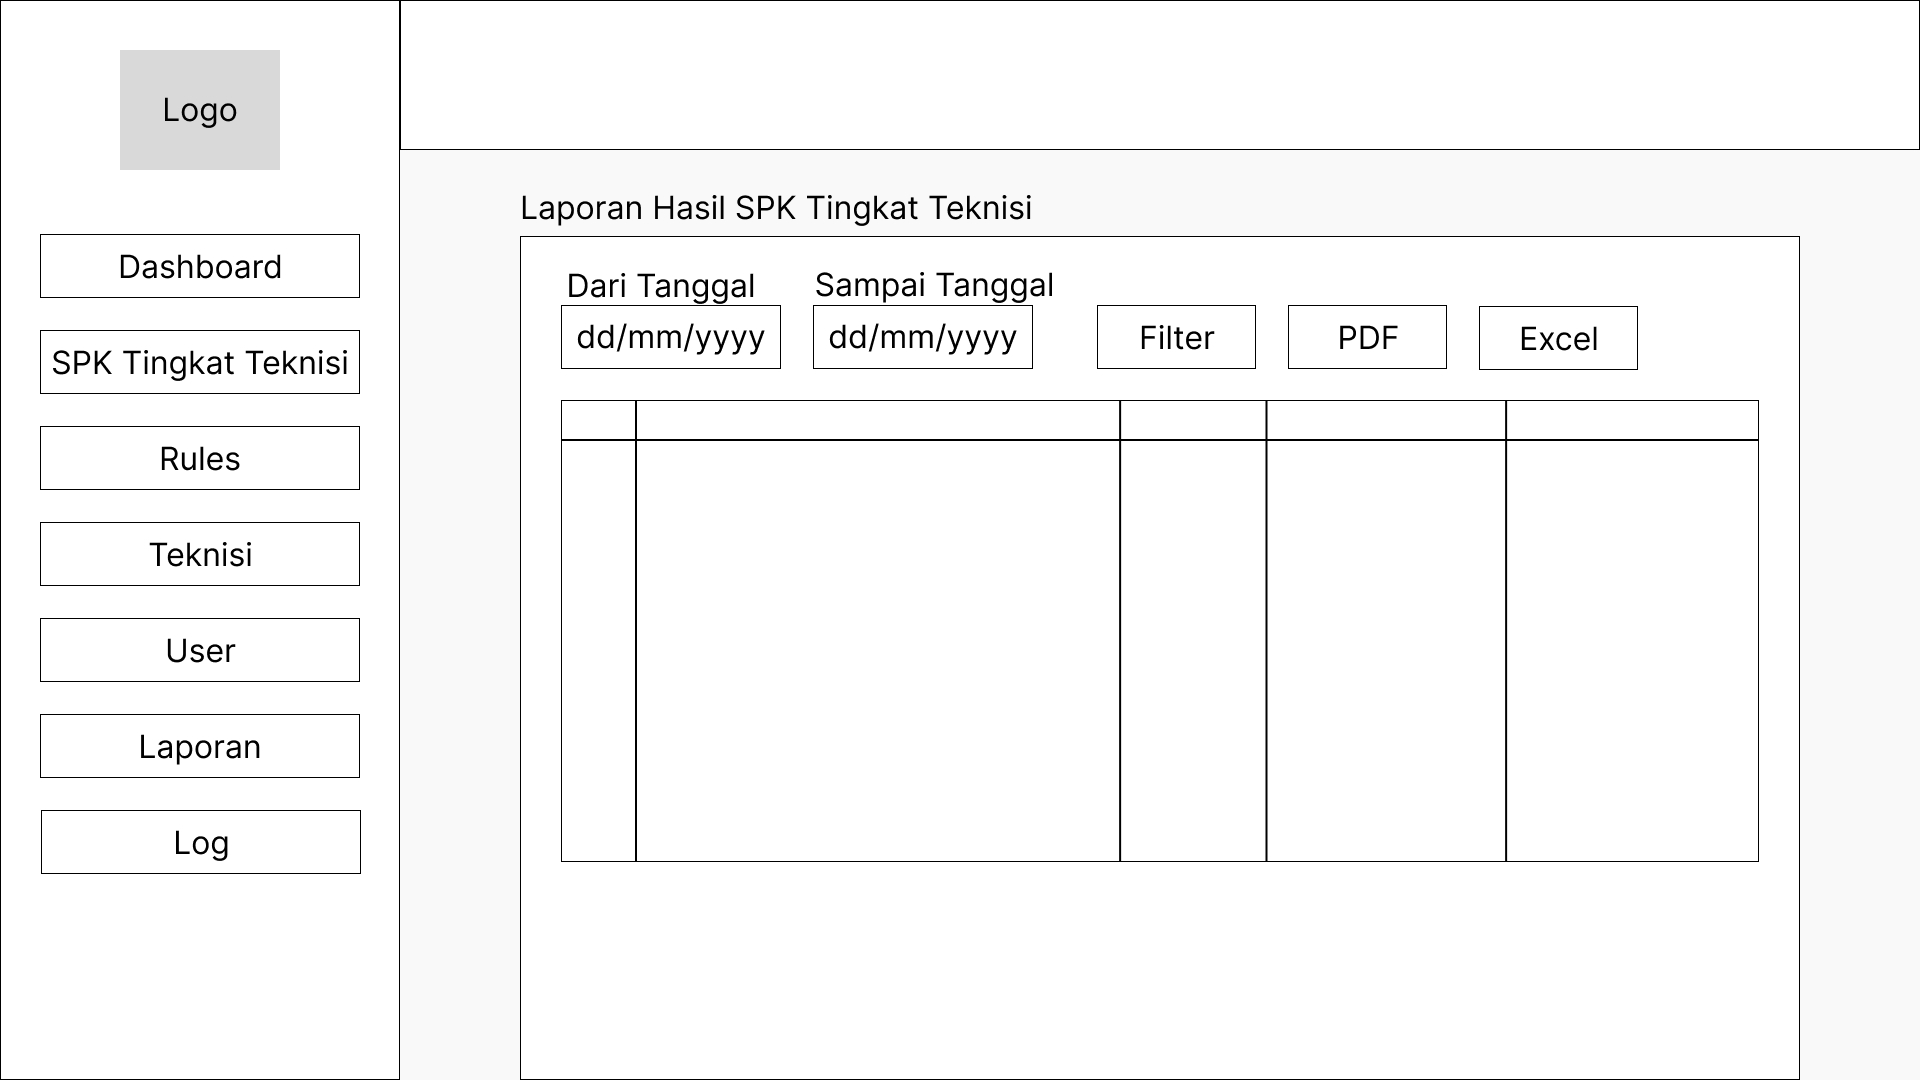 Logo
Dashboard
SPK Tingkat Teknisi
Rules
Teknisi
User
Laporan
Log
Laporan Hasil SPK Tingkat Teknisi
Dari Tanggal
Sampai Tanggal
dd/mm/yyyy
dd/mm/yyyy
Filter
PDF
Excel